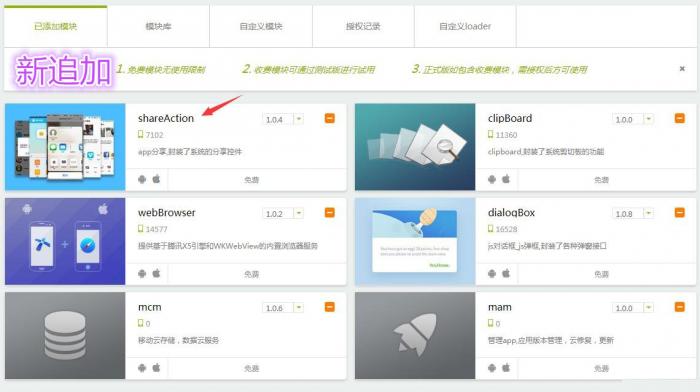 已添加模块
模块库
自定义模块
授权记录
自定义loader
新追加
1. 免费模块无使用限制
2. 收费模块可通过测试版进行试用
3. 正式版如包含收费模块，需授权后方可使用
shareAction
1.0.4
7102
app分享,封装了系统的分享控件
免费
clipBoard
1.0.0
11360
clipboard,封装了系统剪切板的功能
免费
webBrowser
1.0.2
14577
提供基于腾讯X5引擎和WKWebView的内置浏览器服务
免费
dialogBox
1.0.8
16528
js对话框,js弹框,封装了各种弹窗接口
免费
mcm
1.0.6
0
移动云存储，数据云服务
免费
mam
1.0.0
0
管理app,应用版本管理，云修复，更新
免费